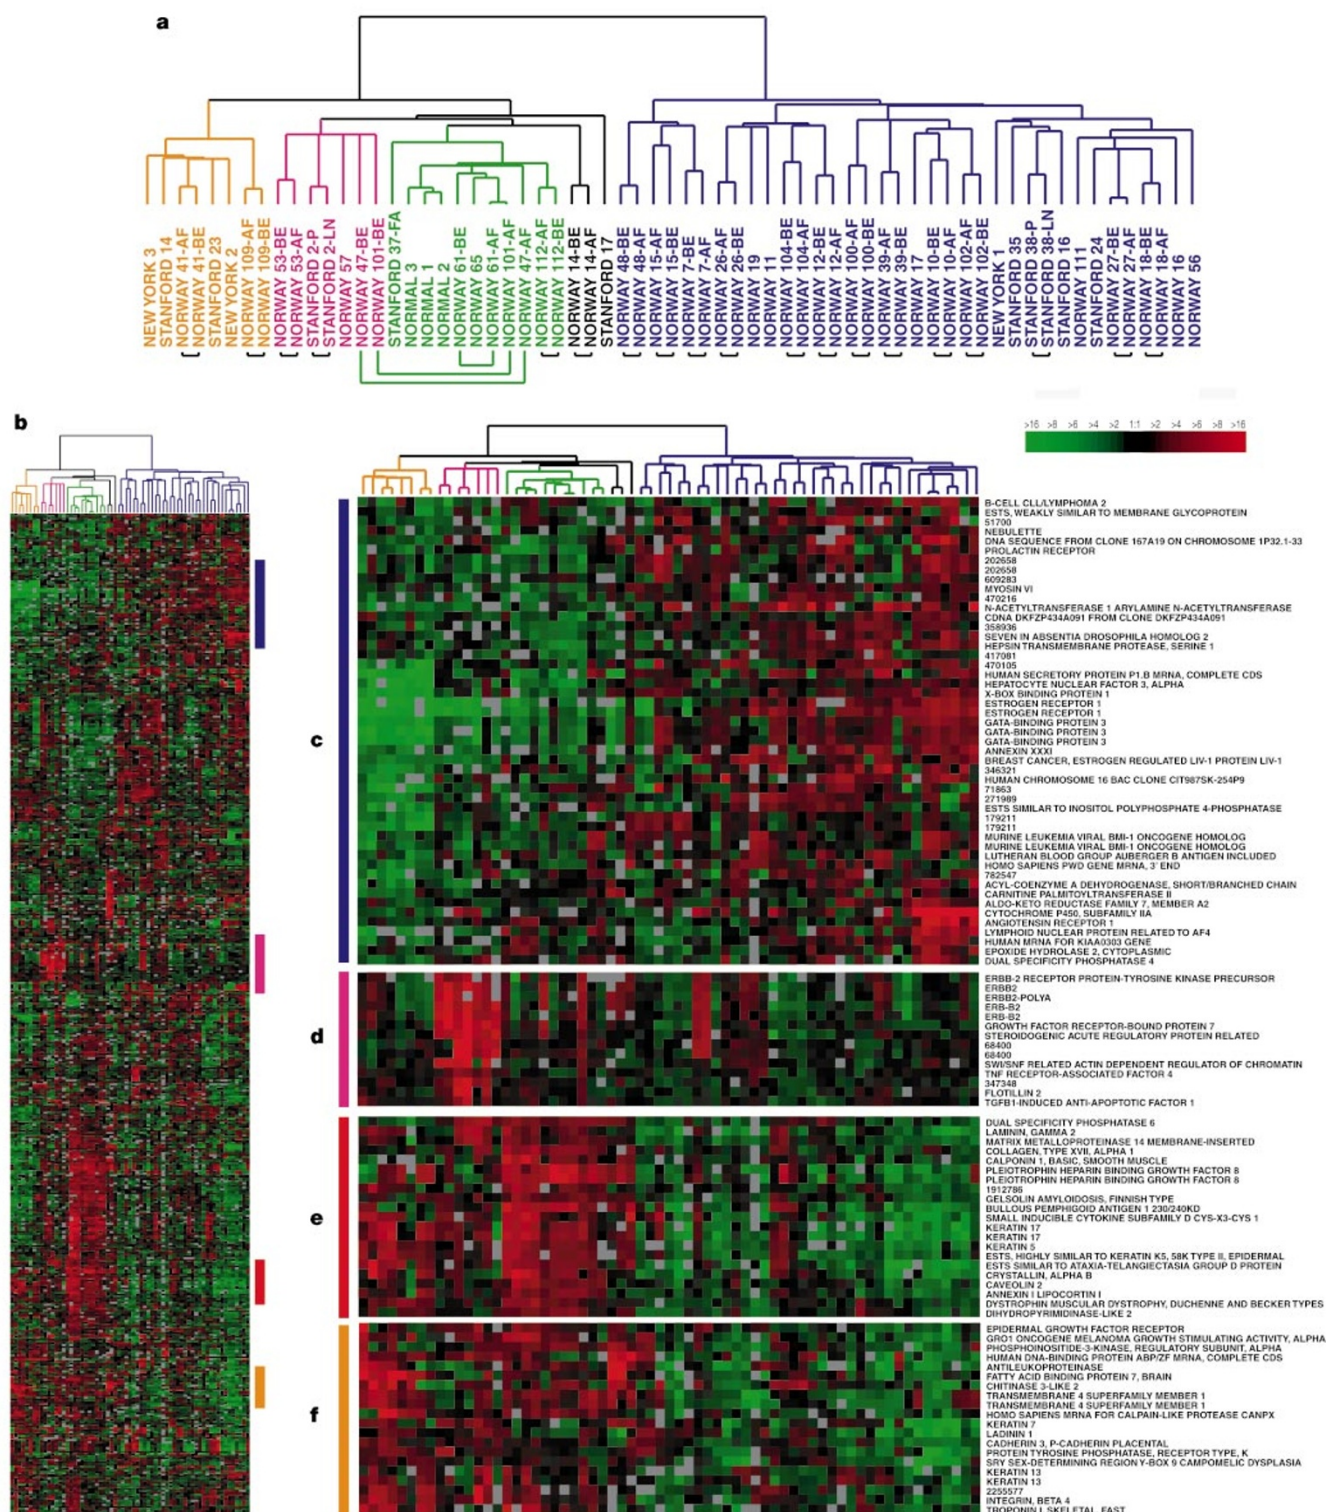 a
NEW YORK 3
STANFORD 14
NORWAY 41-AF
NORWAY 41-BE
STANFORD 23
NEW YORK 2
NORWAY 109-AF
NORWAY 109-BE
NORWAY 53-BE
NORWAY 53-AF
STANFORD 2-P
STANFORD 2-LN
NORWAY 57
NORWAY 47-BE
NORWAY 101-BE
STANFORD 37-FA
NORMAL 3
NORMAL 1
NORMAL 2
NORWAY 61-BE
NORWAY 65
NORWAY 61-AF
NORWAY 101-AF
NORWAY 47-AF
NORWAY 112-AF
NORWAY 112-BE
NORWAY 14-BE
NORWAY 14-AF
STANFORD 17
NORWAY 48-BE
NORWAY 48-AF
NORWAY 15-AF
NORWAY 15-BE
NORWAY 7-BE
NORWAY 7-AF
NORWAY 26-AF
NORWAY 26-BE
NORWAY 19
NORWAY 11
NORWAY 104-BE
NORWAY 104-AF
NORWAY 12-BE
NORWAY 12-AF
NORWAY 100-AF
NORWAY 100-BE
NORWAY 39-AF
NORWAY 39-BE
NORWAY 17
NORWAY 10-BE
NORWAY 10-AF
NORWAY 102-AF
NORWAY 102-BE
NEW YORK 1
STANFORD 35
STANFORD 38-P
STANFORD 38-LN
STANFORD 16
NORWAY 111
STANFORD 24
NORWAY 27-BE
NORWAY 27-AF
NORWAY 18-BE
NORWAY 18-AF
NORWAY 16
NORWAY 56
b
>16 >8 >6 >4 >2 1:1 >2 >4 >6 >8 >16
c
B-CELL CLL/LYMPHOMA 2
ESTS, WEAKLY SIMILAR TO MEMBRANE GLYCOPROTEIN
51700
NEBULETTE
DNA SEQUENCE FROM CLONE 167A19 ON CHROMOSOME 1P32.1-33
PROLACTIN RECEPTOR
202658
202658
609283
MYOSIN VI
470216
N-ACETYLTRANSFERASE 1 ARYLAMINE N-ACETYLTRANSFERASE
CDNA DKFZP434A091 FROM CLONE DKFZP434A091
358936
SEVEN IN ABSENTIA DROSOPHILA HOMOLOG 2
HEPSIN TRANSMEMBRANE PROTEASE, SERINE 1
417081
470105
HUMAN SECRETORY PROTEIN P1.B MRNA, COMPLETE CDS
HEPATOCYTE NUCLEAR FACTOR 3, ALPHA
X-BOX BINDING PROTEIN 1
ESTROGEN RECEPTOR 1
ESTROGEN RECEPTOR 1
GATA-BINDING PROTEIN 3
GATA-BINDING PROTEIN 3
GATA-BINDING PROTEIN 3
ANNEXIN XXXI
BREAST CANCER, ESTROGEN REGULATED LIV-1 PROTEIN LIV-1
346321
HUMAN CHROMOSOME 16 BAC CLONE CIT987SK-254P9
71863
271989
ESTS SIMILAR TO INOSITOL POLYPHOSPHATE 4-PHOSPHATASE
179211
179211
MURINE LEUKEMIA VIRAL BMI-1 ONCOGENE HOMOLOG
MURINE LEUKEMIA VIRAL BMI-1 ONCOGENE HOMOLOG
LUTHERAN BLOOD GROUP AUBERGER B ANTIGEN INCLUDED
HOMO SAPIENS PWD GENE MRNA, 3' END
782547
ACYL-COENZYME A DEHYDROGENASE, SHORT/BRANCHED CHAIN
CARNITINE PALMITOYLTRANSFERASE II
ALDO-KETO REDUCTASE FAMILY 7, MEMBER A2
CYTOCHROME P450, SUBFAMILY IIA
ANGIOTENSIN RECEPTOR 1
LYMPHOID NUCLEAR PROTEIN RELATED TO AF4
HUMAN MRNA FOR KIAA0303 GENE
EPOXIDE HYDROLASE 2, CYTOPLASMIC
DUAL SPECIFICITY PHOSPHATASE 4
d
ERBB-2 RECEPTOR PROTEIN-TYROSINE KINASE PRECURSOR
ERBB2
ERBB2-POLYA
ERB-B2
ERB-B2
GROWTH FACTOR RECEPTOR-BOUND PROTEIN 7
STEROIDOGENIC ACUTE REGULATORY PROTEIN RELATED
68400
68400
SWI/SNF RELATED ACTIN DEPENDENT REGULATOR OF CHROMATIN
TNF RECEPTOR-ASSOCIATED FACTOR 4
347348
FLOTILLIN 2
TGFB1-INDUCED ANTI-APOPTOTIC FACTOR 1
e
DUAL SPECIFICITY PHOSPHATASE 6
LAMININ, GAMMA 2
MATRIX METALLOPROTEINASE 14 MEMBRANE-INSERTED
COLLAGEN, TYPE XVII, ALPHA 1
CALPONIN 1, BASIC, SMOOTH MUSCLE
PLEIOTROPHIN HEPARIN BINDING GROWTH FACTOR 8
PLEIOTROPHIN HEPARIN BINDING GROWTH FACTOR 8
1912786
GELSOLIN AMYLOIDOSIS, FINNISH TYPE
BULLOUS PEMPHIGOID ANTIGEN 1 230/240KD
SMALL INDUCIBLE CYTOKINE SUBFAMILY D CYS-X3-CYS 1
KERATIN 17
KERATIN 17
KERATIN 5
ESTS, HIGHLY SIMILAR TO KERATIN K5, 58K TYPE II, EPIDERMAL
ESTS SIMILAR TO ATAXIA-TELANGIECTASIA GROUP D PROTEIN
CRYSTALLIN, ALPHA B
CAVEOLIN 2
ANNEXIN I LIPOCORTIN I
DYSTROPHIN MUSCULAR DYSTROPHY, DUCHENNE AND BECKER TYPES
DIHYDROPYRIMIDINASE-LIKE 2
f
EPIDERMAL GROWTH FACTOR RECEPTOR
GRO1 ONCOGENE MELANOMA GROWTH STIMULATING ACTIVITY, ALPHA
PHOSPHOINOSITIDE-3-KINASE, REGULATORY SUBUNIT, ALPHA
HUMAN DNA-BINDING PROTEIN ABP/ZF MRNA, COMPLETE CDS
ANTILEUKOPROTEINASE
FATTY ACID BINDING PROTEIN 7, BRAIN
CHITINASE 3-LIKE 2
TRANSMEMBRANE 4 SUPERFAMILY MEMBER 1
TRANSMEMBRANE 4 SUPERFAMILY MEMBER 1
HOMO SAPIENS MRNA FOR CALPAIN-LIKE PROTEASE CANPX
KERATIN 7
LADININ 1
CADHERIN 3, P-CADHERIN PLACENTAL
PROTEIN TYROSINE PHOSPHATASE, RECEPTOR TYPE, K
SRY SEX-DETERMINING REGION Y-BOX 9 CAMPOMELIC DYSPLASIA
KERATIN 13
KERATIN 13
2255577
INTEGRIN, BETA 4
TROPONIN I, SKELETAL, FAST